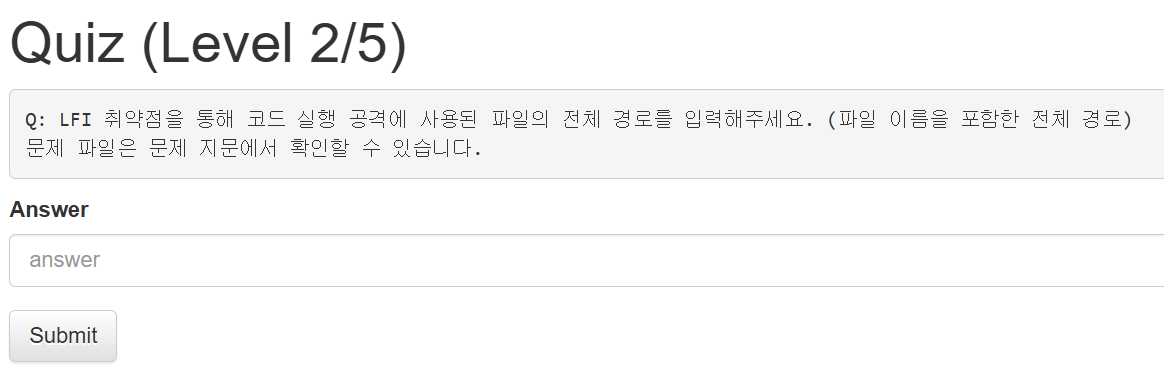 Quiz (Level 2/5)
Q: LFI 취약점을 통해 코드 실행 공격에 사용된 파일의 전체 경로를 입력해주세요. (파일 이름을 포함한 전체 경로)
문제 파일은 문제 지문에서 확인할 수 있습니다.
Answer
answer
Submit